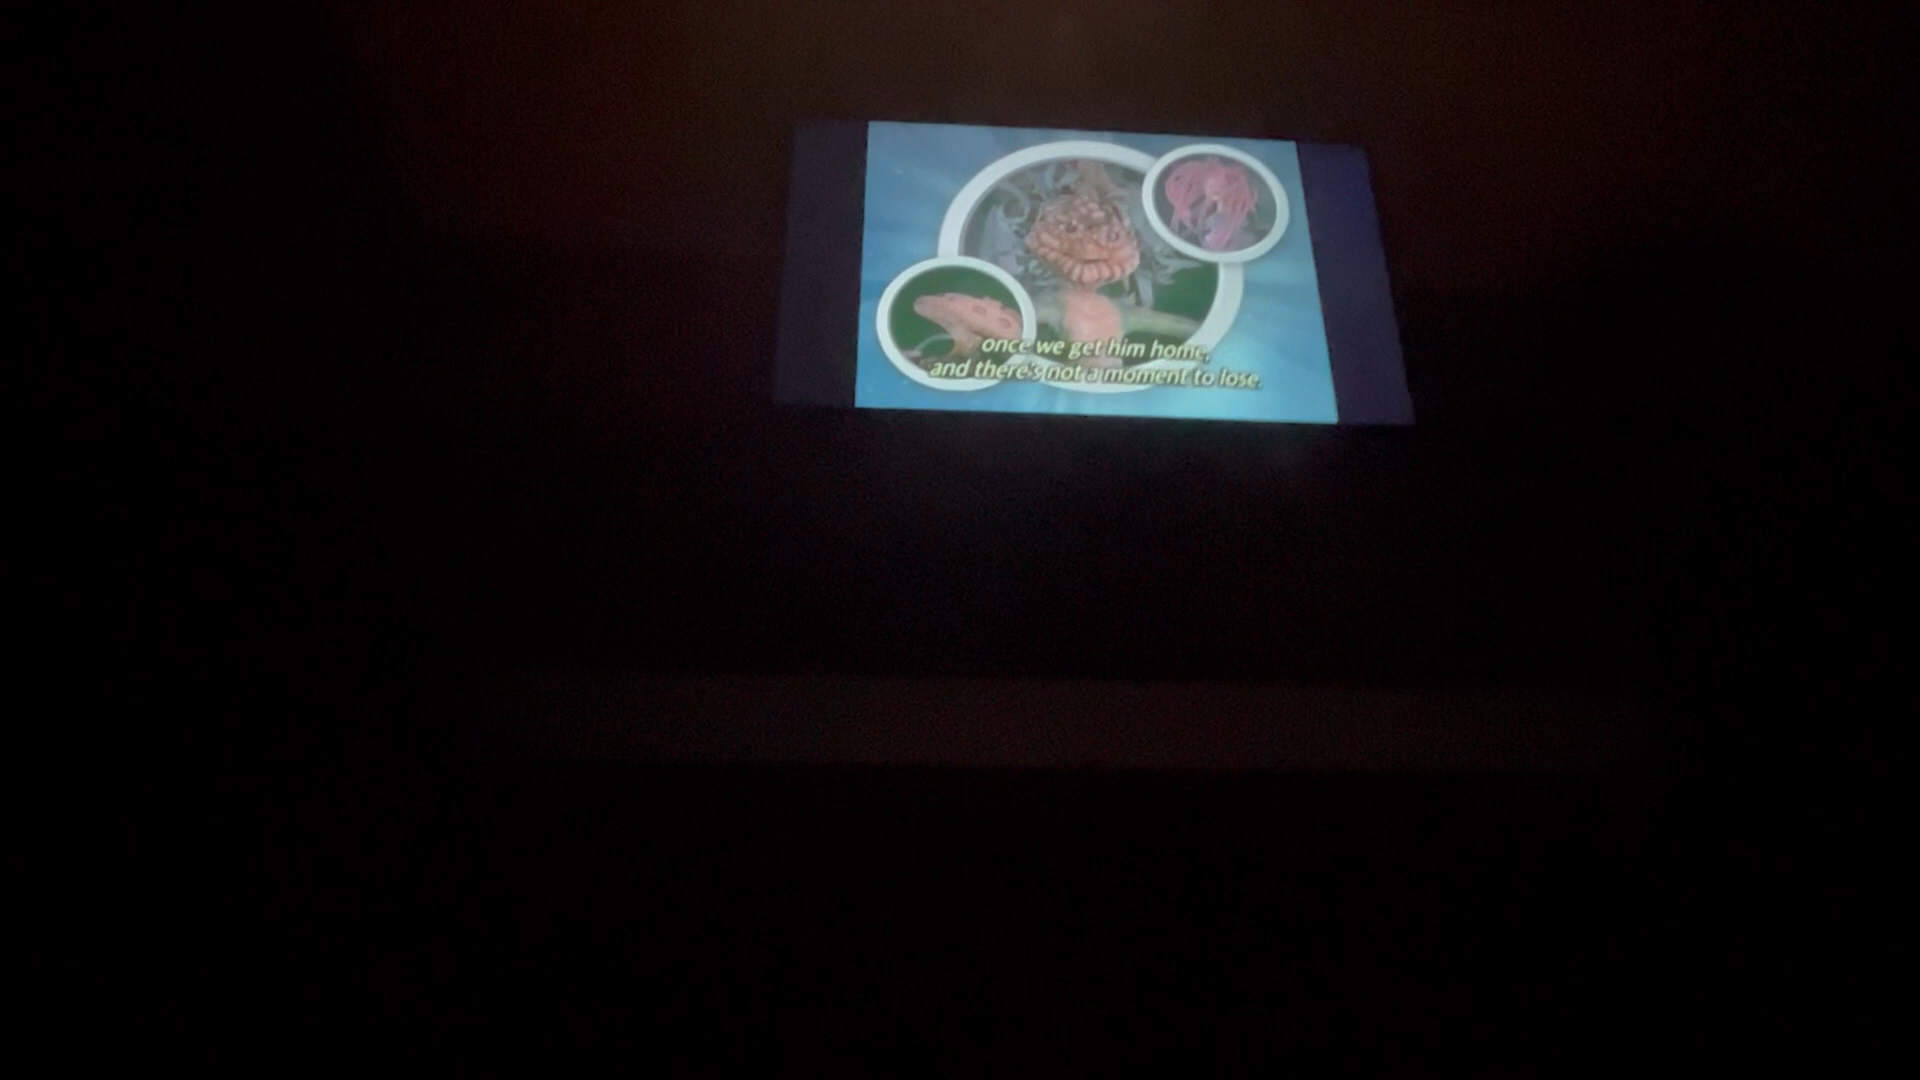 once we get him home,
and there's not a moment to lose.